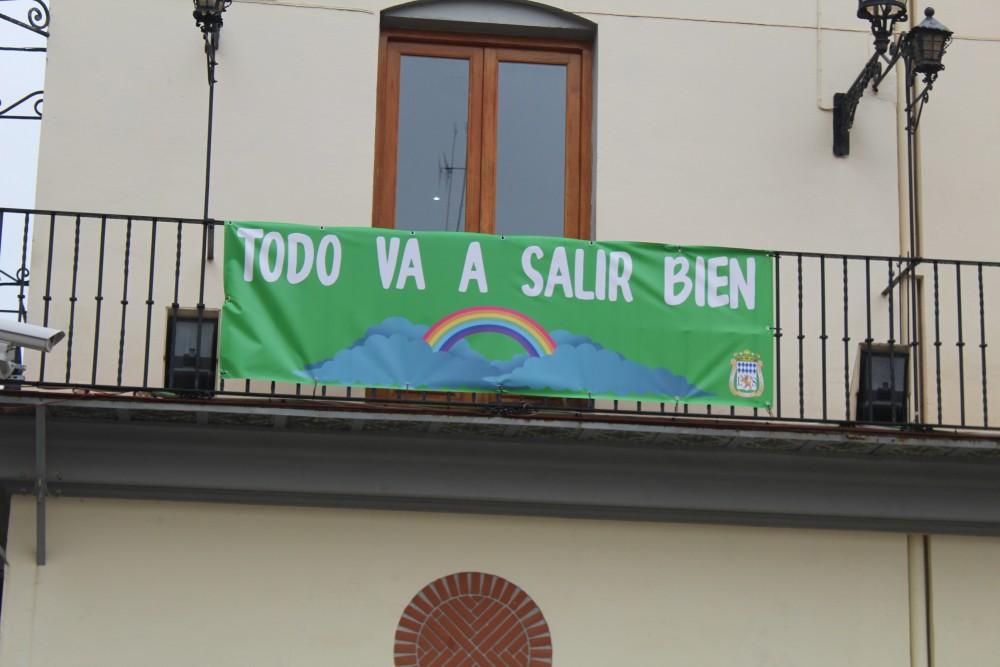 TODO VA A SALIR BIEN